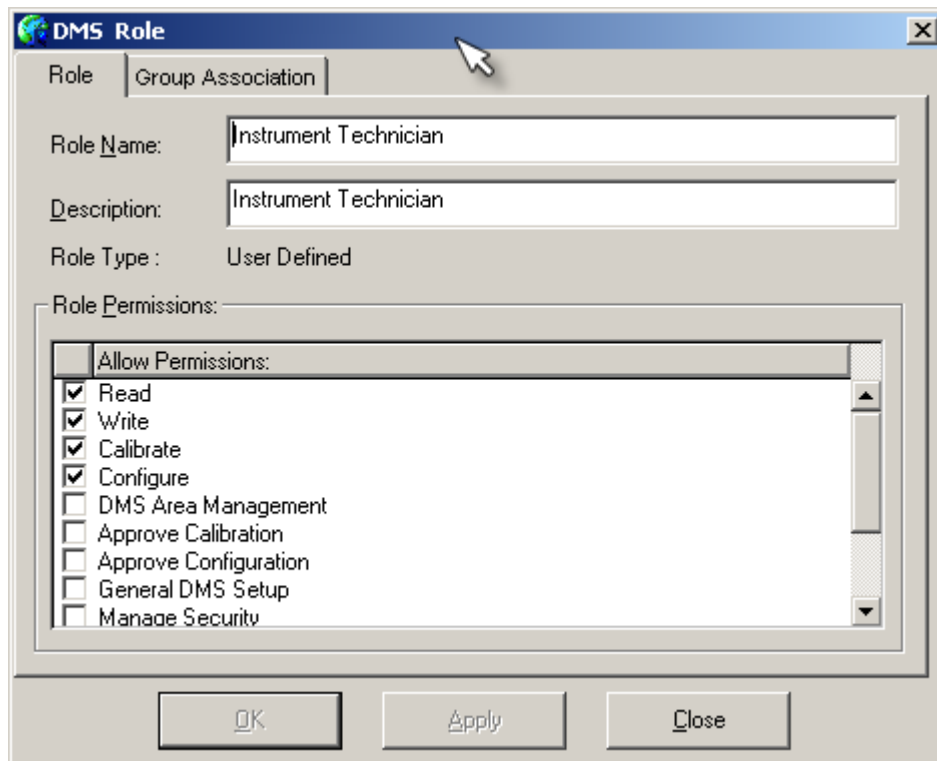 DMS Role
Role Group Association
Role Name: Instrument Technician
Description: Instrument Technician
Role Type : User Defined
Role Permissions:
Allow Permissions:
Read
Write
Calibrate
Configure
DMS Area Management
Approve Calibration
Approve Configuration
General DMS Setup
Manage Security
OK Apply Close